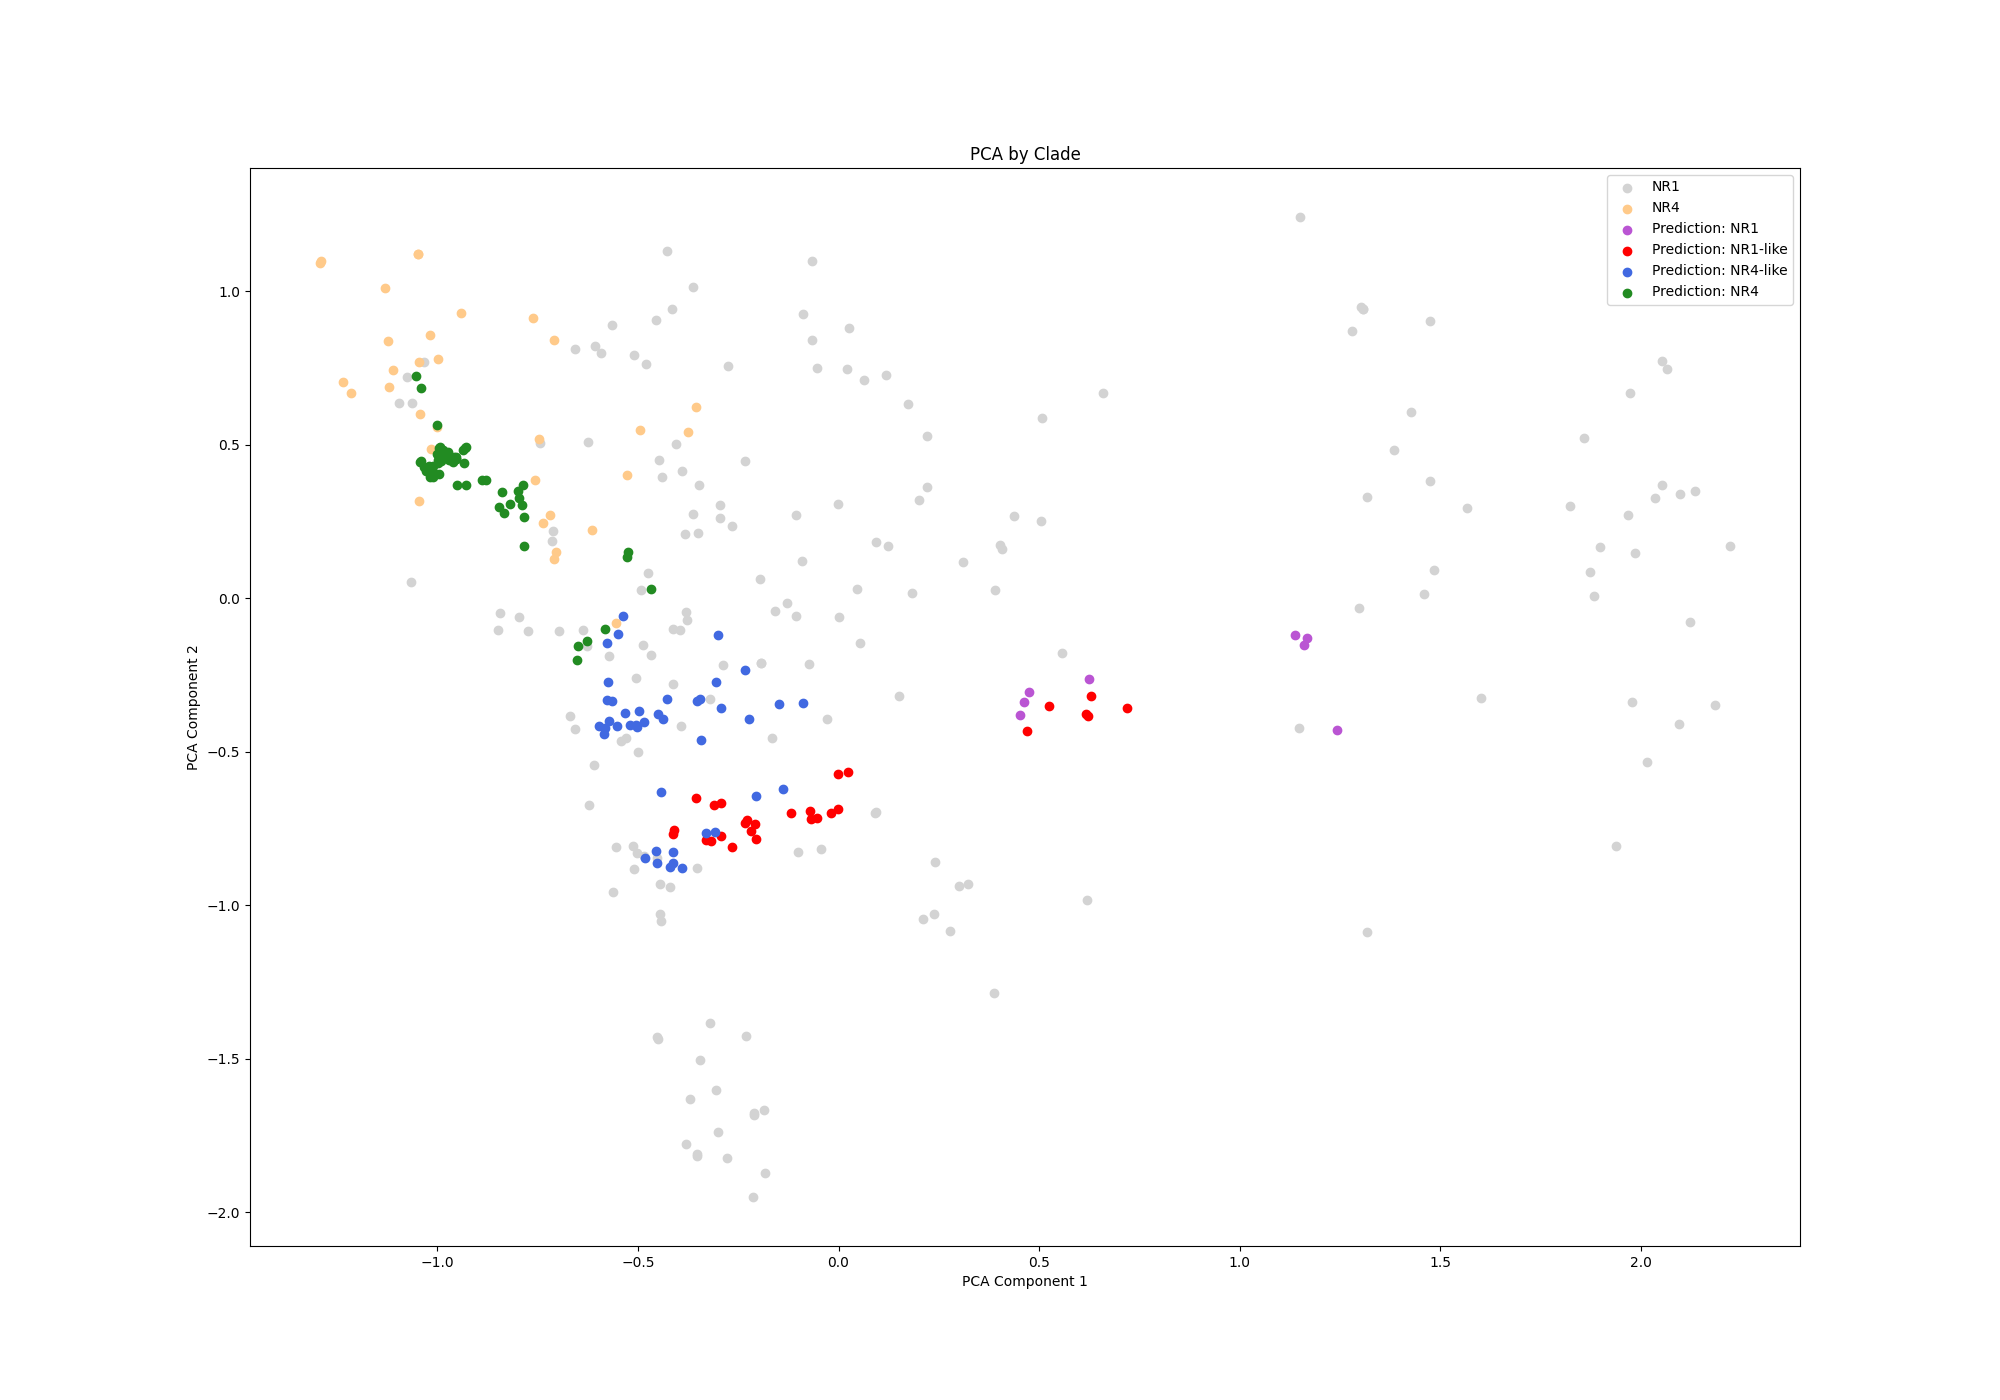 PCA by Clade
NR1
NR4
Prediction: NR1
Prediction: NR1-like
Prediction: NR4-like
Prediction: NR4
1.0
0.5
0.0
−0.5
−1.0
−1.5
−2.0
PCA Component 2
−1.0
−0.5
0.0
0.5
1.0
1.5
2.0
PCA Component 1